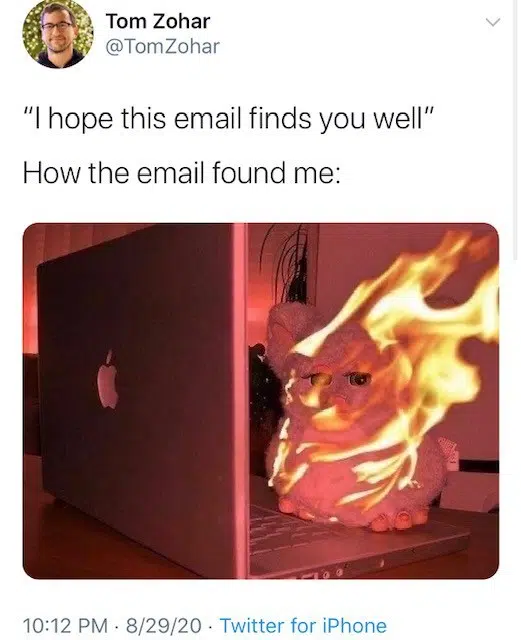 Tom Zohar
@TomZohar
“I hope this email finds you well”
How the email found me:
10:12 PM · 8/29/20 · Twitter for iPhone